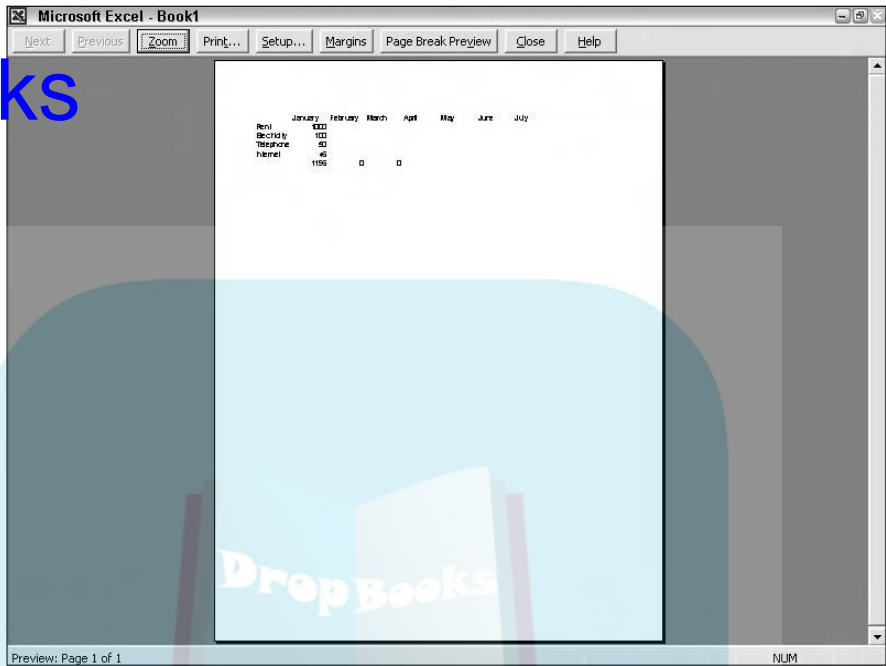 Microsoft Excel - Book1
Next Previous Zoom Print... Setup... Margins Page Break Preview Close Help
ks
January February March April May June July
Rent 1000
Electricity 100
Telephone 50
Internet 45
1195 0 0
DropBooks
Preview: Page 1 of 1 NUM